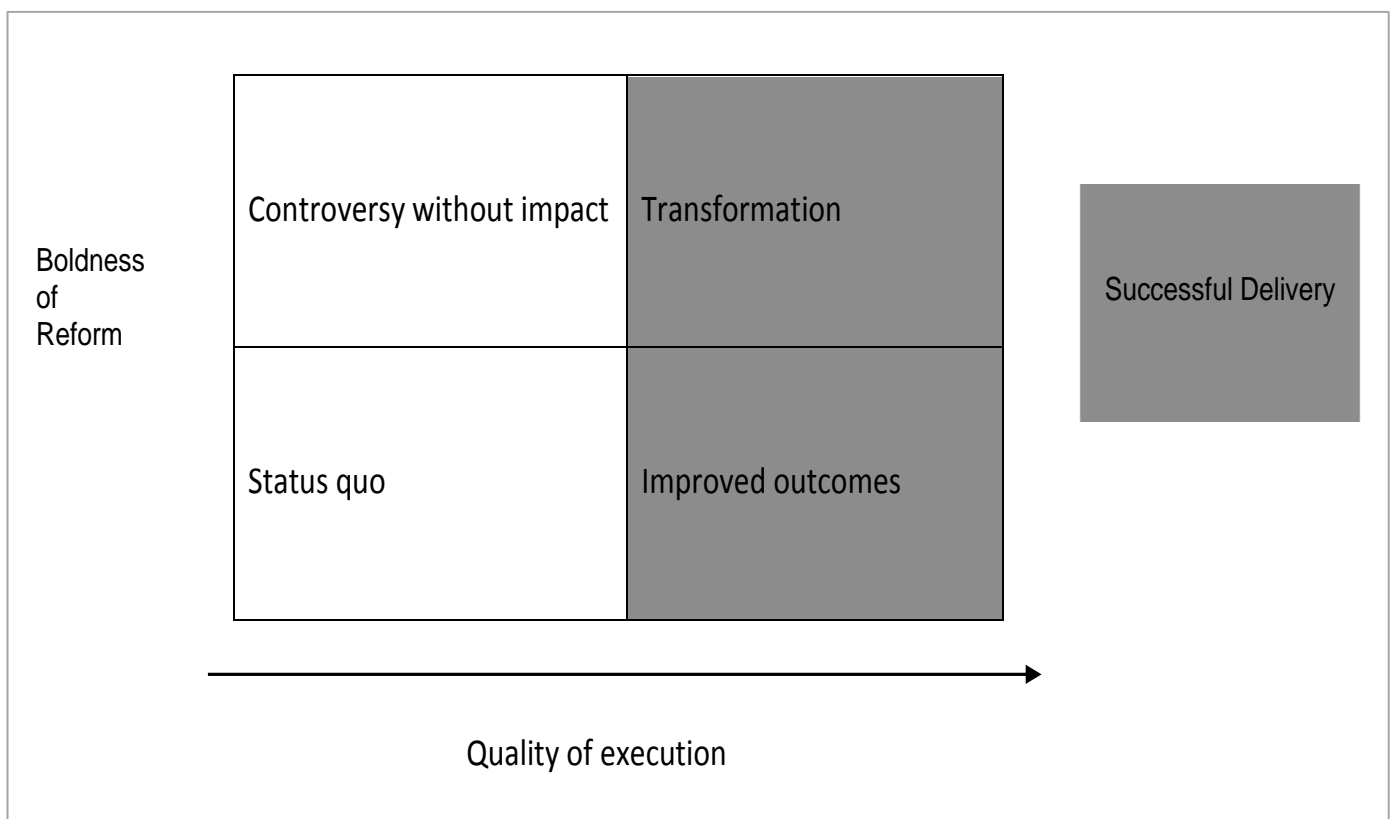 Controversy without impact
Transformation
Boldness
of
Reform
Successful Delivery
Status quo
Improved outcomes
Quality of execution